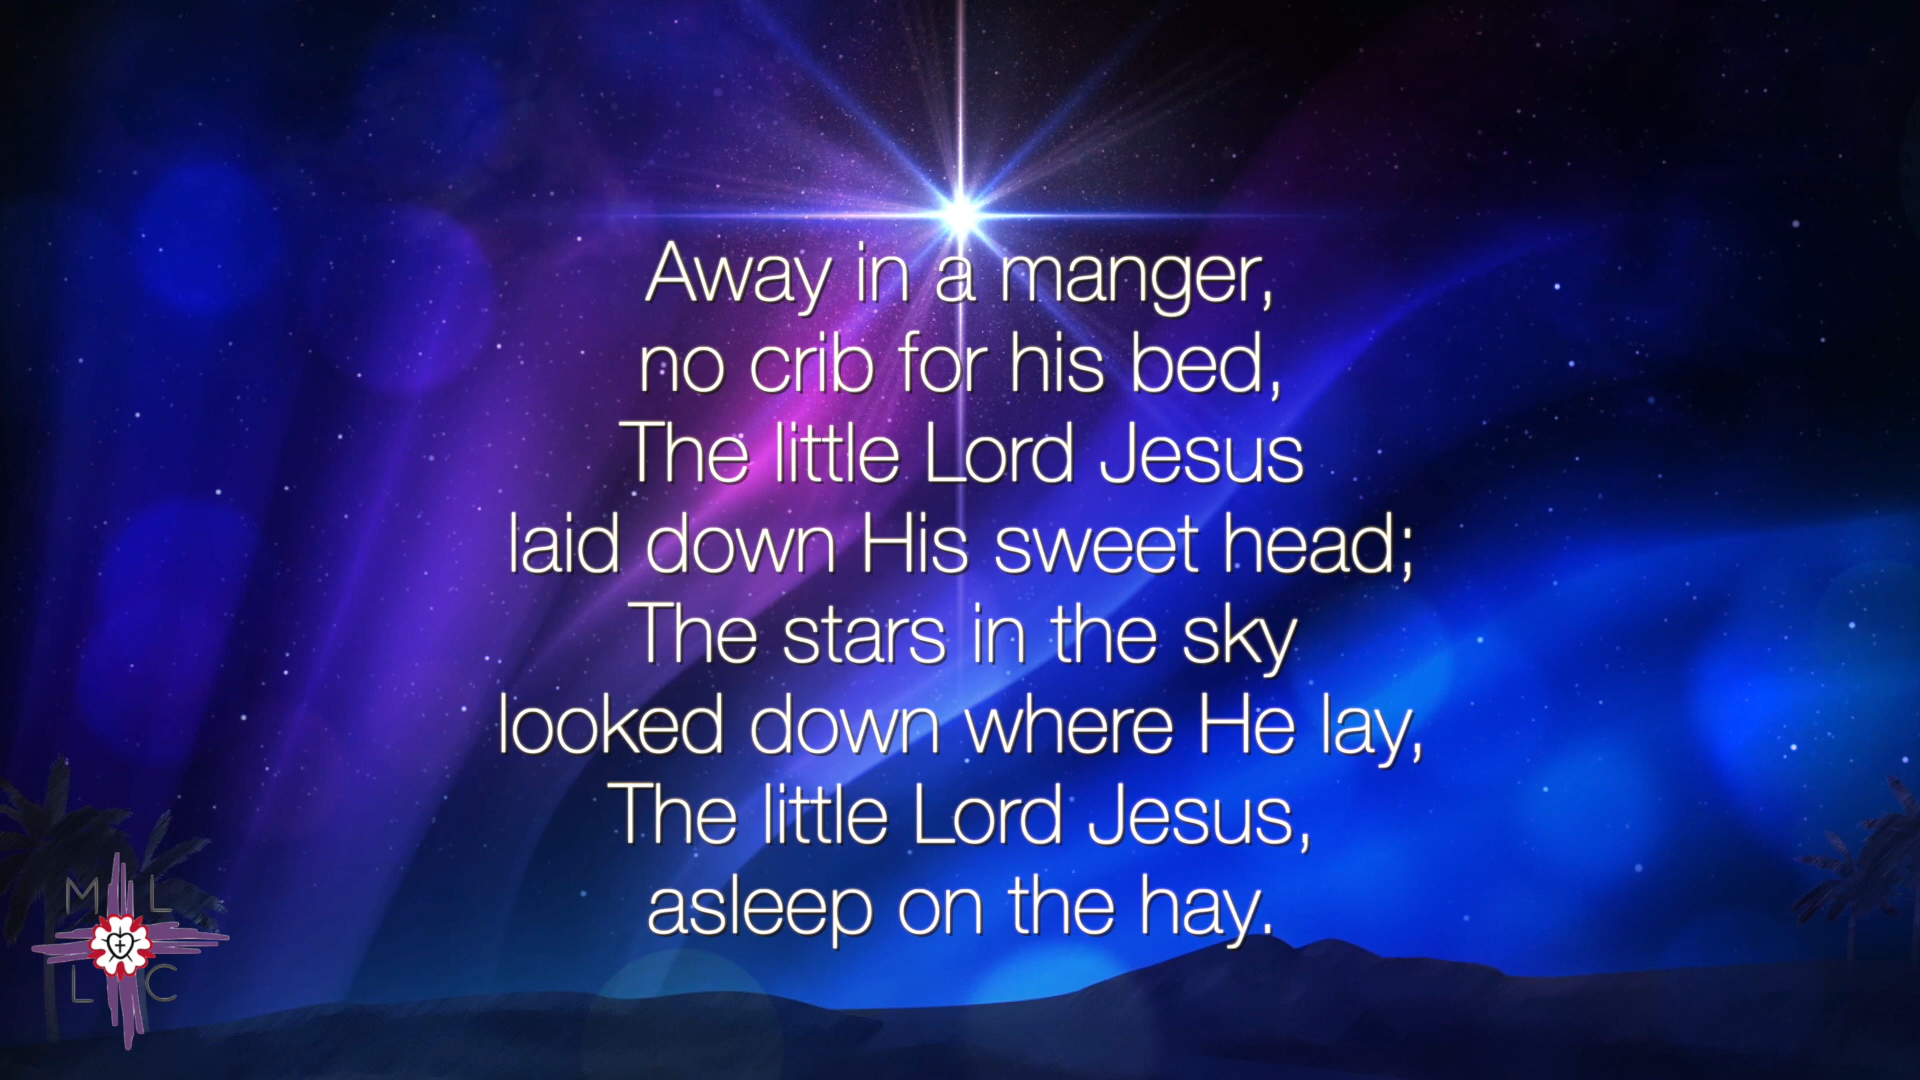 Away in a manger,
no crib for his bed,
The little Lord Jesus
laid down His sweet head;
The stars in the sky
looked down where He lay,
The little Lord Jesus,
asleep on the hay.
M L
L C